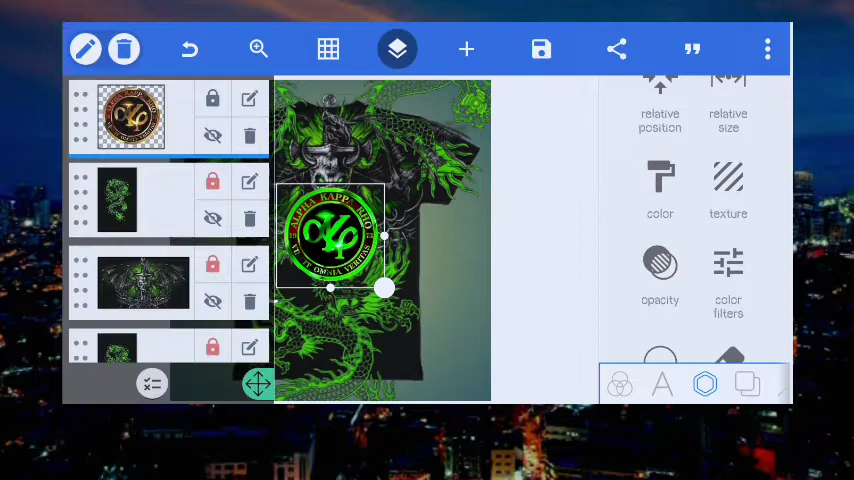 relative
position
relative
size
color
texture
opacity
color
filters
ALPHA KAPPA RHO
OMNIA VERITAS